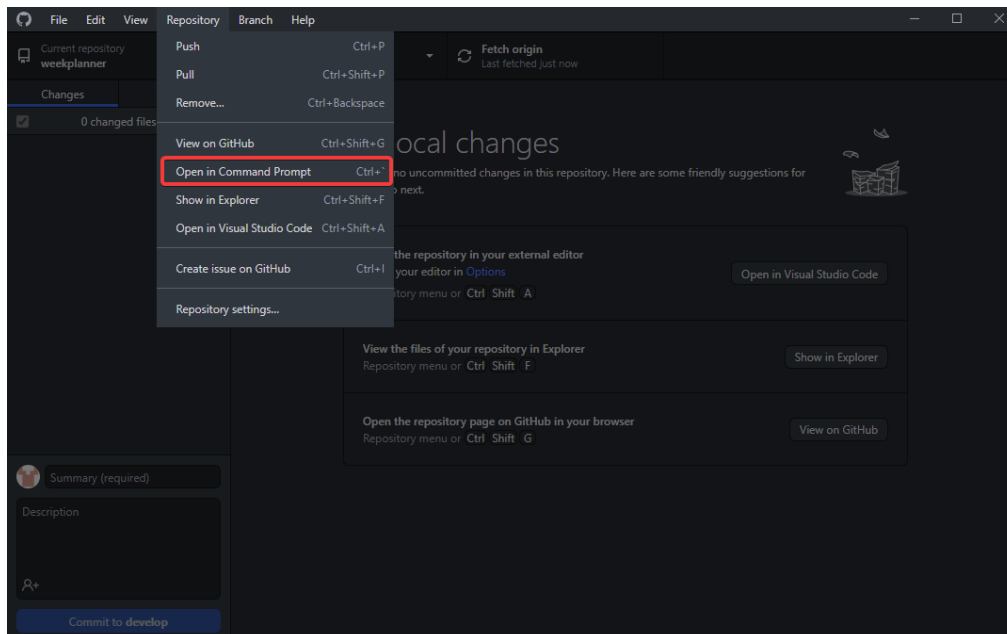 File Edit View Repository Branch Help
Current repository
weekplanner
Fetch origin
Last fetched just now
Push Ctrl+P
Pull Ctrl+Shift+P
Remove... Ctrl+Backspace
View on GitHub Ctrl+Shift+G
Open in Command Prompt Ctrl+`
Show in Explorer Ctrl+Shift+F
Open in Visual Studio Code Ctrl+Shift+A
Create issue on GitHub Ctrl+I
Repository settings...
Changes
0 changed files
ocal changes
no uncommitted changes in this repository. Here are some friendly suggestions for
next.
the repository in your external editor
your editor in Options
itory menu or Ctrl Shift A
Open in Visual Studio Code
View the files of your repository in Explorer
Repository menu or Ctrl Shift F
Show in Explorer
Open the repository page on GitHub in your browser
Repository menu or Ctrl Shift G
View on GitHub
Summary (required)
Description
Commit to develop